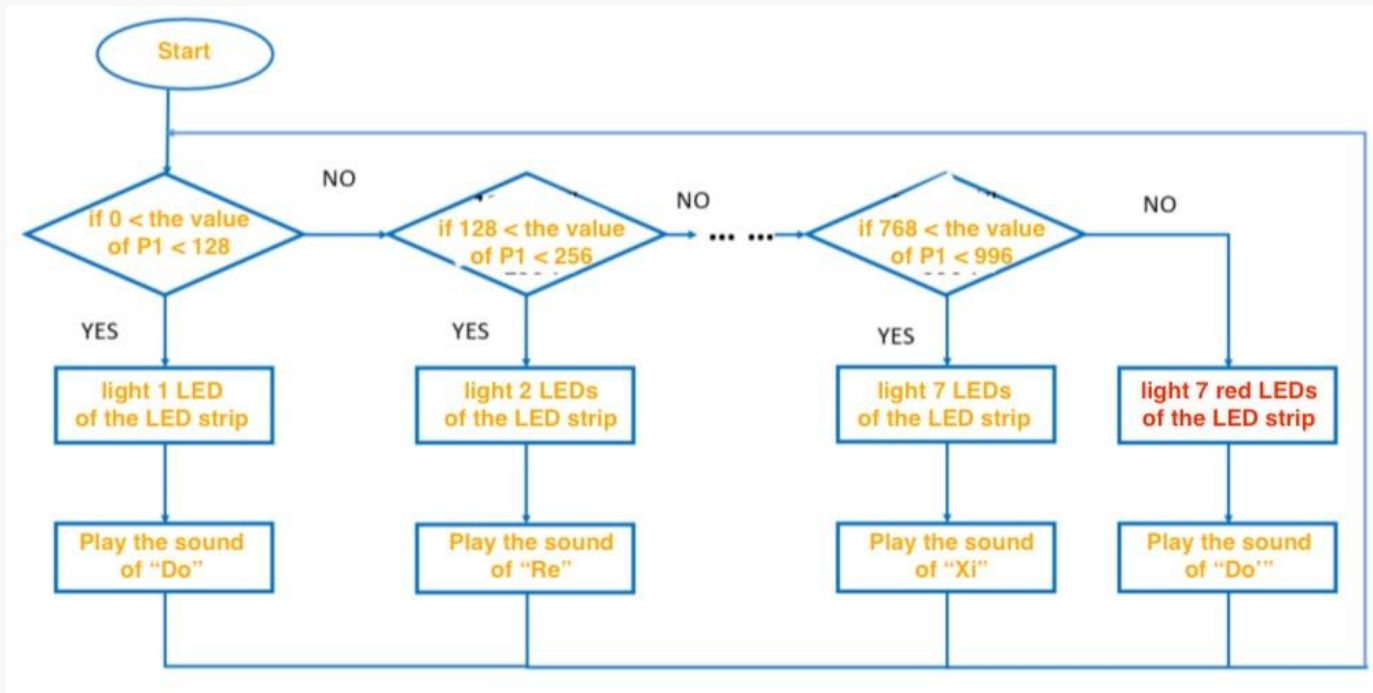 Start
NO
NO
NO
if 0 < the value
of P1 < 128
if 128 < the value
of P1 < 256
... ...
if 768 < the value
of P1 < 996
YES
YES
YES
light 1 LED
of the LED strip
light 2 LEDs
of the LED strip
light 7 LEDs
of the LED strip
light 7 red LEDs
of the LED strip
Play the sound
of “Do”
Play the sound
of “Re”
Play the sound
of “Xi”
Play the sound
of “Do’”